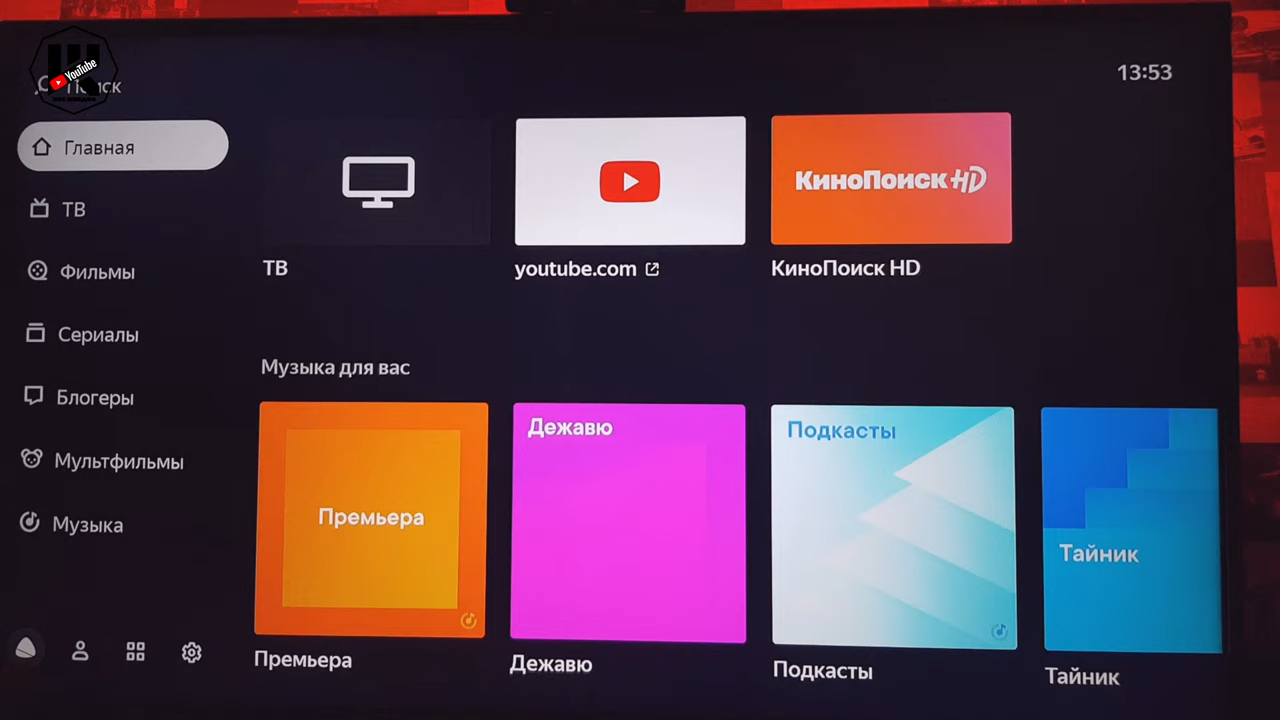 YouTube
Поиск
13:53
Главная
ТВ
Фильмы
Сериалы
Блогеры
Мультфильмы
Музыка
КиноПоиск HD
ТВ
youtube.com
КиноПоиск HD
Музыка для вас
Премьера
Дежавю
Подкасты
Тайник
Премьера
Дежавю
Подкасты
Тайник